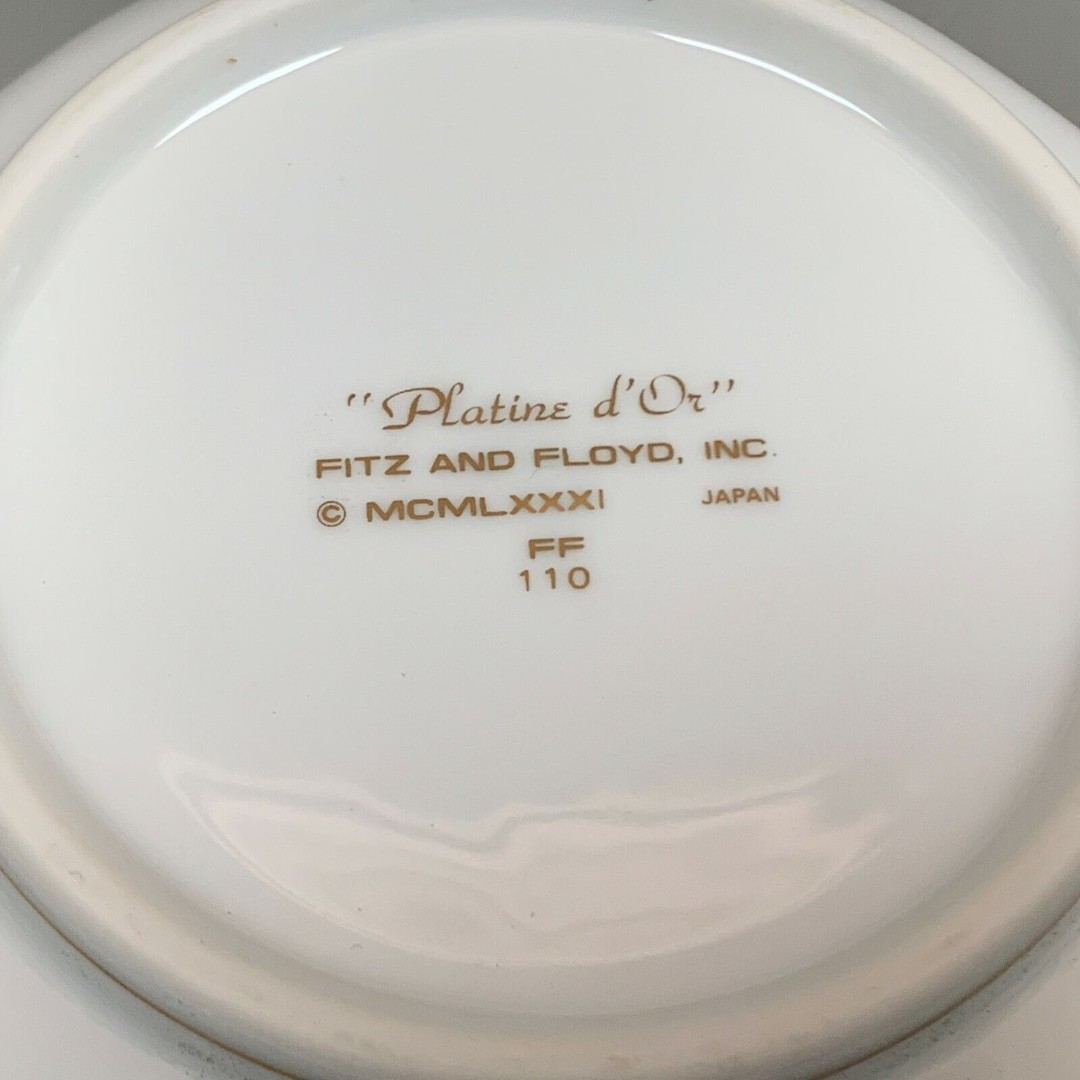 "Platine d'Or"
FITZ AND FLOYD, INC.
© MCMLXXXI JAPAN
FF
110